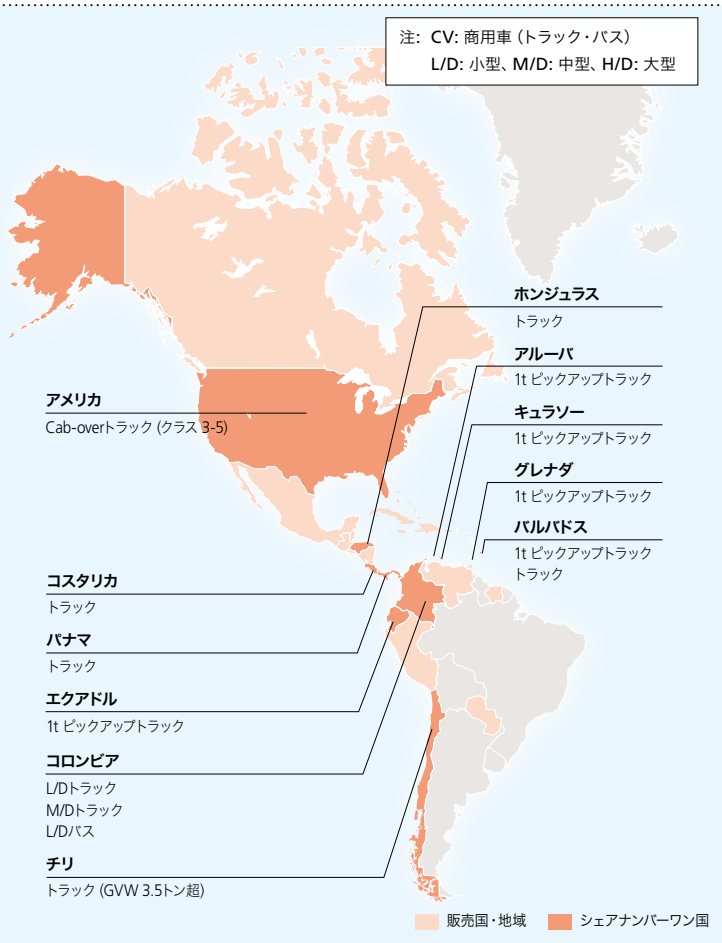 注: CV: 商用車 (トラック・バス)
L/D: 小型、M/D: 中型、H/D: 大型
ホンジュラス
トラック
アルーバ
1t ピックアップトラック
キュラソー
1t ピックアップトラック
グレナダ
1t ピックアップトラック
バルバドス
1t ピックアップトラック
トラック
アメリカ
Cab-overトラック (クラス 3-5)
コスタリカ
トラック
パナマ
トラック
エクアドル
1t ピックアップトラック
コロンビア
L/Dトラック
M/Dトラック
L/Dバス
チリ
トラック (GVW 3.5トン超)
販売国・地域
シェアナンバーワン国